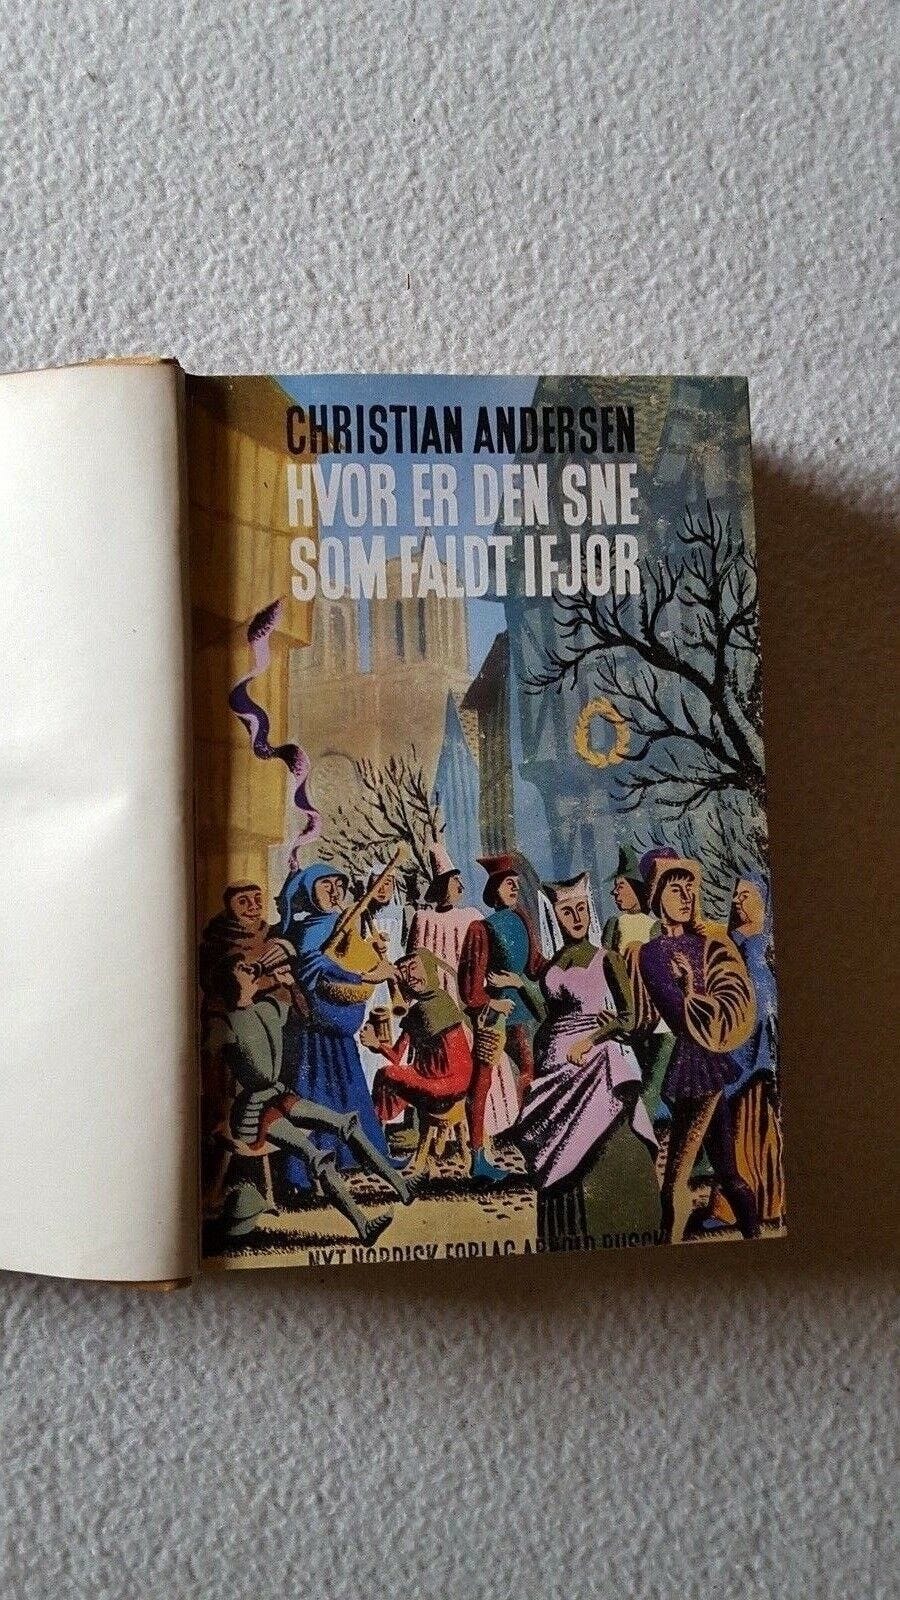 CHRISTIAN ANDERSEN
HVOR ER DEN SNE
SOM FALDT IFJOR
NYT NORDISK FORLAG ARNOLD BUSCK